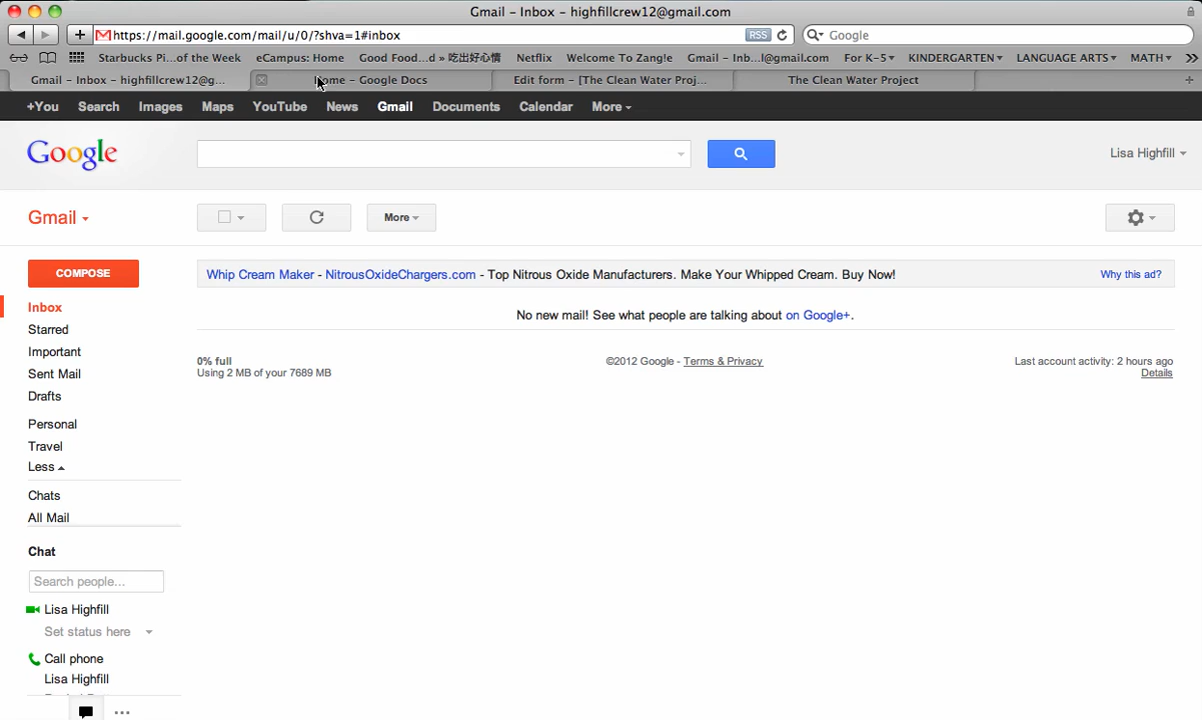 Gmail – Inbox – highfillcrew12@gmail.com
https://mail.google.com/mail/u/0/?shva=1#inbox RSS Google
Starbucks Pi...of the Week eCampus: Home Good Food...d » 吃出好心情 Netflix Welcome To Zangle Gmail - Inb...l@gmail.com For K-5 KINDERGARTEN LANGUAGE ARTS MATH
Gmail – Inbox – highfillcrew12@g... Home – Google Docs Edit form – [The Clean Water Proj... The Clean Water Project
+You Search Images Maps YouTube News Gmail Documents Calendar More
Google Lisa Highfill
Gmail More
COMPOSE
Whip Cream Maker - NitrousOxideChargers.com - Top Nitrous Oxide Manufacturers. Make Your Whipped Cream. Buy Now! Why this ad?
Inbox
No new mail! See what people are talking about on Google+.
Starred
Important
0% full ©2012 Google - Terms & Privacy Last account activity: 2 hours ago
Using 2 MB of your 7689 MB Details
Sent Mail
Drafts
Personal
Travel
Less
Chats
All Mail
Chat
Search people...
Lisa Highfill
Set status here
Call phone
Lisa Highfill